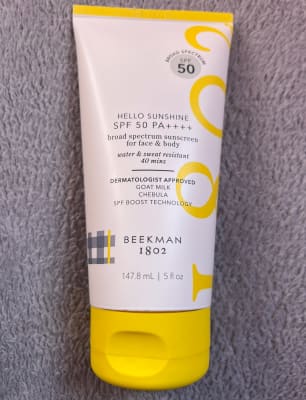 BROAD SPECTRUM
SPF
50
HELLO SUNSHINE
SPF 50 PA++++
broad spectrum sunscreen
for face & body
water & sweat resistant
40 mins
DERMATOLOGIST APPROVED
GOAT MILK
CHEBULA
SPF BOOST TECHNOLOGY
BEEKMAN
1802
147.8 mL | 5 fl oz
1802